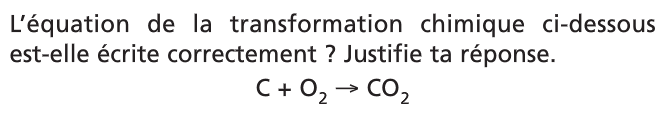 L’équation de la transformation chimique ci-dessous
est-elle écrite correctement ? Justifie ta réponse.
C + O₂ → CO₂